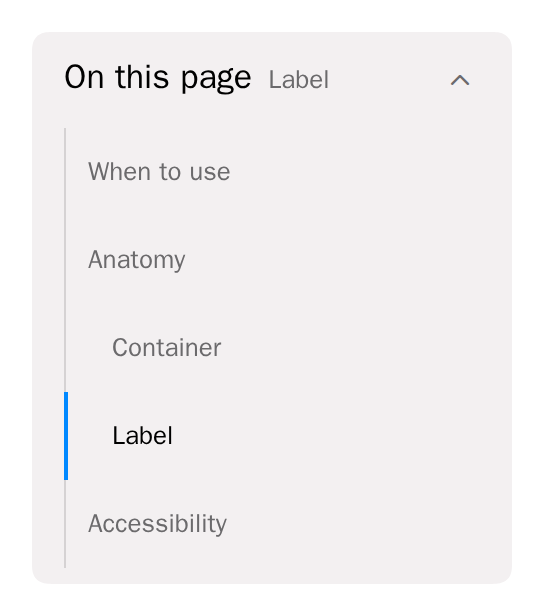 On this page Label
When to use
Anatomy
Container
Label
Accessibility